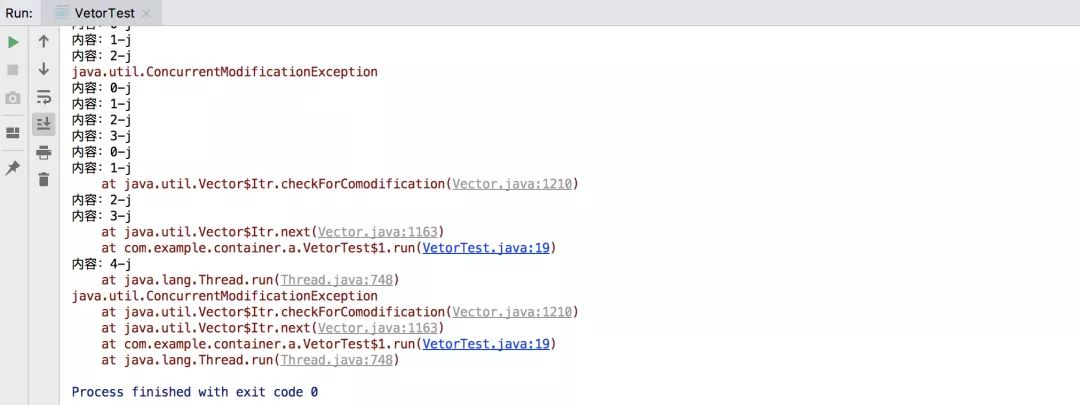 Run: VetorTest
内容：0-j
内容：1-j
内容：2-j
java.util.ConcurrentModificationException
内容：0-j
内容：1-j
内容：2-j
内容：3-j
内容：0-j
内容：1-j
at java.util.Vector$Itr.checkForComodification(Vector.java:1210)
内容：2-j
内容：3-j
at java.util.Vector$Itr.next(Vector.java:1163)
at com.example.container.a.VetorTest$1.run(VetorTest.java:19)
内容：4-j
at java.lang.Thread.run(Thread.java:748)
java.util.ConcurrentModificationException
at java.util.Vector$Itr.checkForComodification(Vector.java:1210)
at java.util.Vector$Itr.next(Vector.java:1163)
at com.example.container.a.VetorTest$1.run(VetorTest.java:19)
at java.lang.Thread.run(Thread.java:748)
Process finished with exit code 0